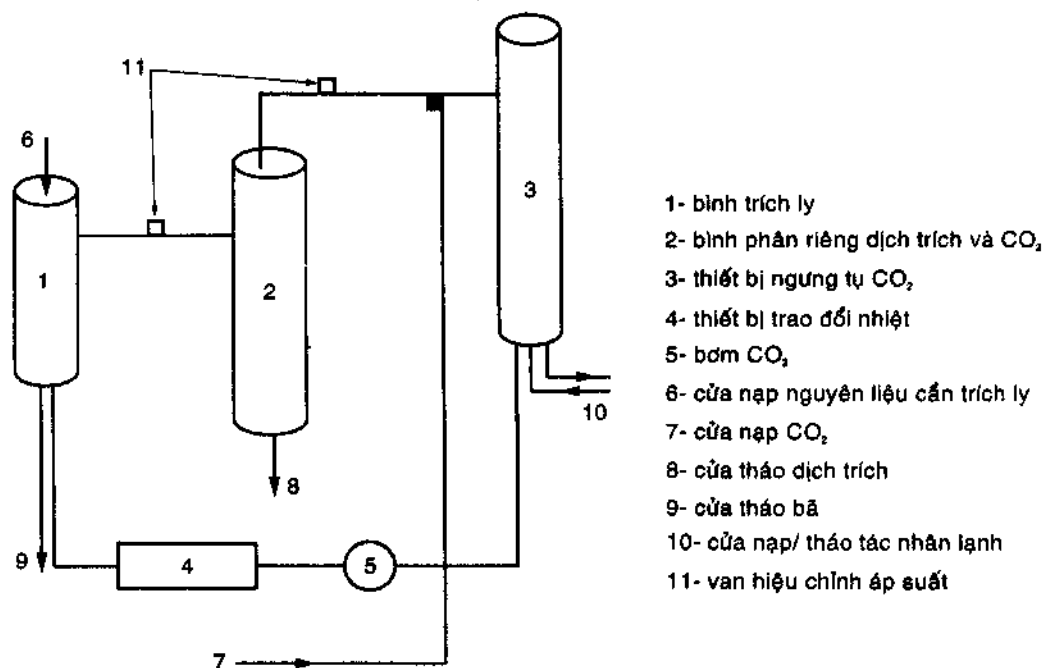 11
6
3
1
2
10
8
9
4
5
7
1- bình trích ly
2- bình phân riêng dịch trích và CO₂
3- thiết bị ngưng tụ CO₂
4- thiết bị trao đổi nhiệt
5- bơm CO₂
6- cửa nạp nguyên liệu cần trích ly
7- cửa nạp CO₂
8- cửa tháo dịch trích
9- cửa tháo bã
10- cửa nạp/ tháo tác nhân lạnh
11- van hiệu chỉnh áp suất